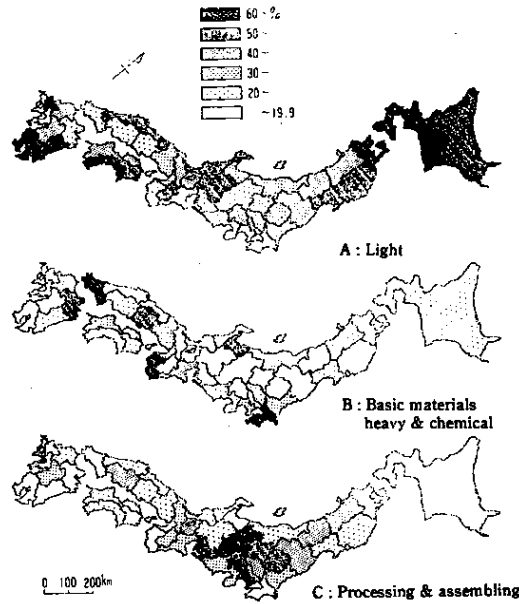 60 ~ %
50 ~
40 ~
30 ~
20 ~
~19.9
A : Light
B : Basic materials
heavy & chemical
0 100 200km
C : Processing & assembling